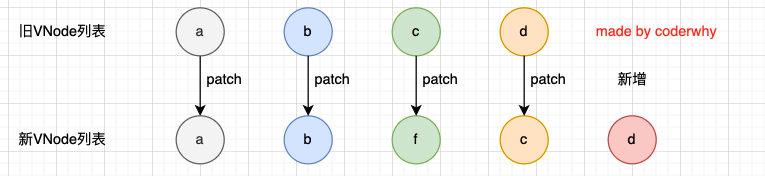 旧VNode列表 a b c d made by coderwhy
patch patch patch patch 新增
新VNode列表 a b f c d